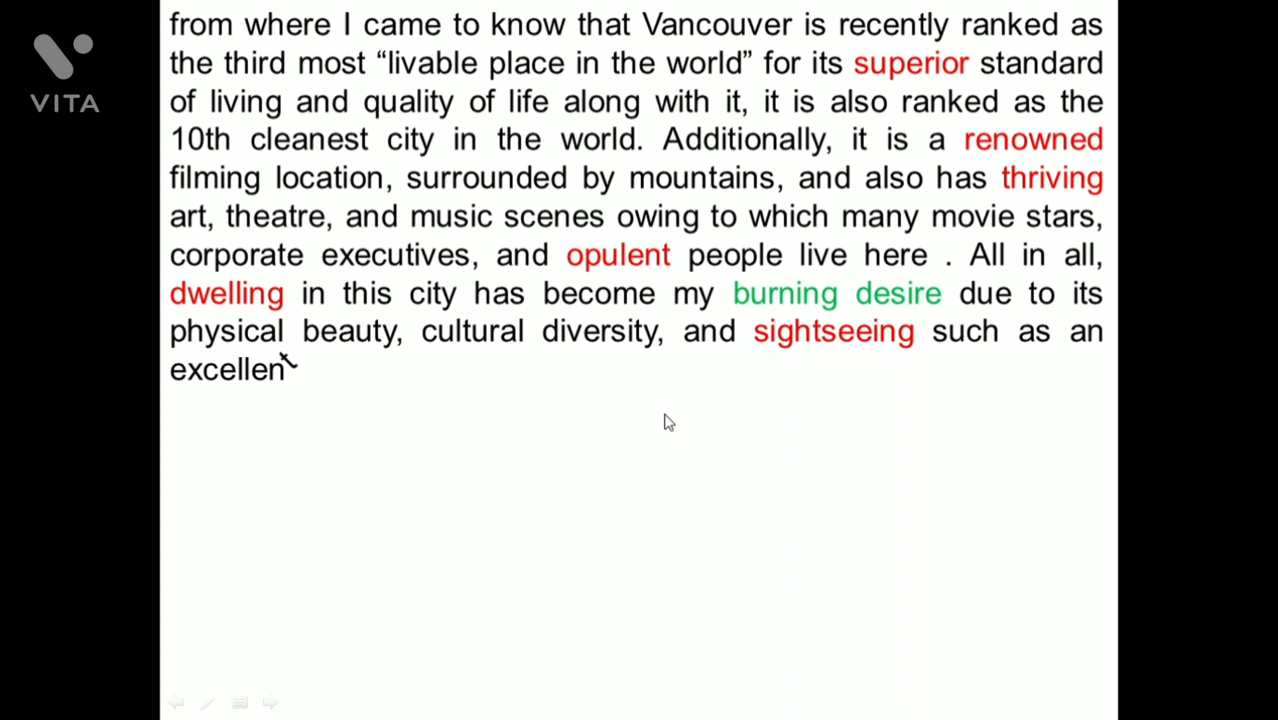 VITA
from where I came to know that Vancouver is recently ranked as
the third most “livable place in the world” for its superior standard
of living and quality of life along with it, it is also ranked as the
10th cleanest city in the world. Additionally, it is a renowned
filming location, surrounded by mountains, and also has thriving
art, theatre, and music scenes owing to which many movie stars,
corporate executives, and opulent people live here . All in all,
dwelling in this city has become my burning desire due to its
physical beauty, cultural diversity, and sightseeing such as an
excellent